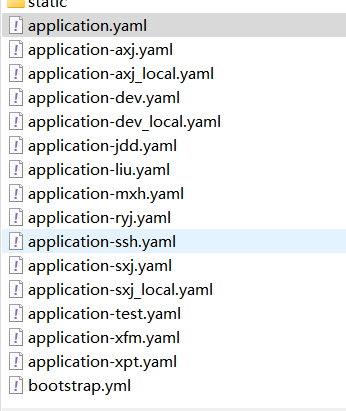 static
application.yaml
application-axj.yaml
application-axj_local.yaml
application-dev.yaml
application-dev_local.yaml
application-jdd.yaml
application-liu.yaml
application-mxh.yaml
application-ryj.yaml
application-ssh.yaml
application-sxj.yaml
application-sxj_local.yaml
application-test.yaml
application-xfm.yaml
application-xpt.yaml
bootstrap.yml